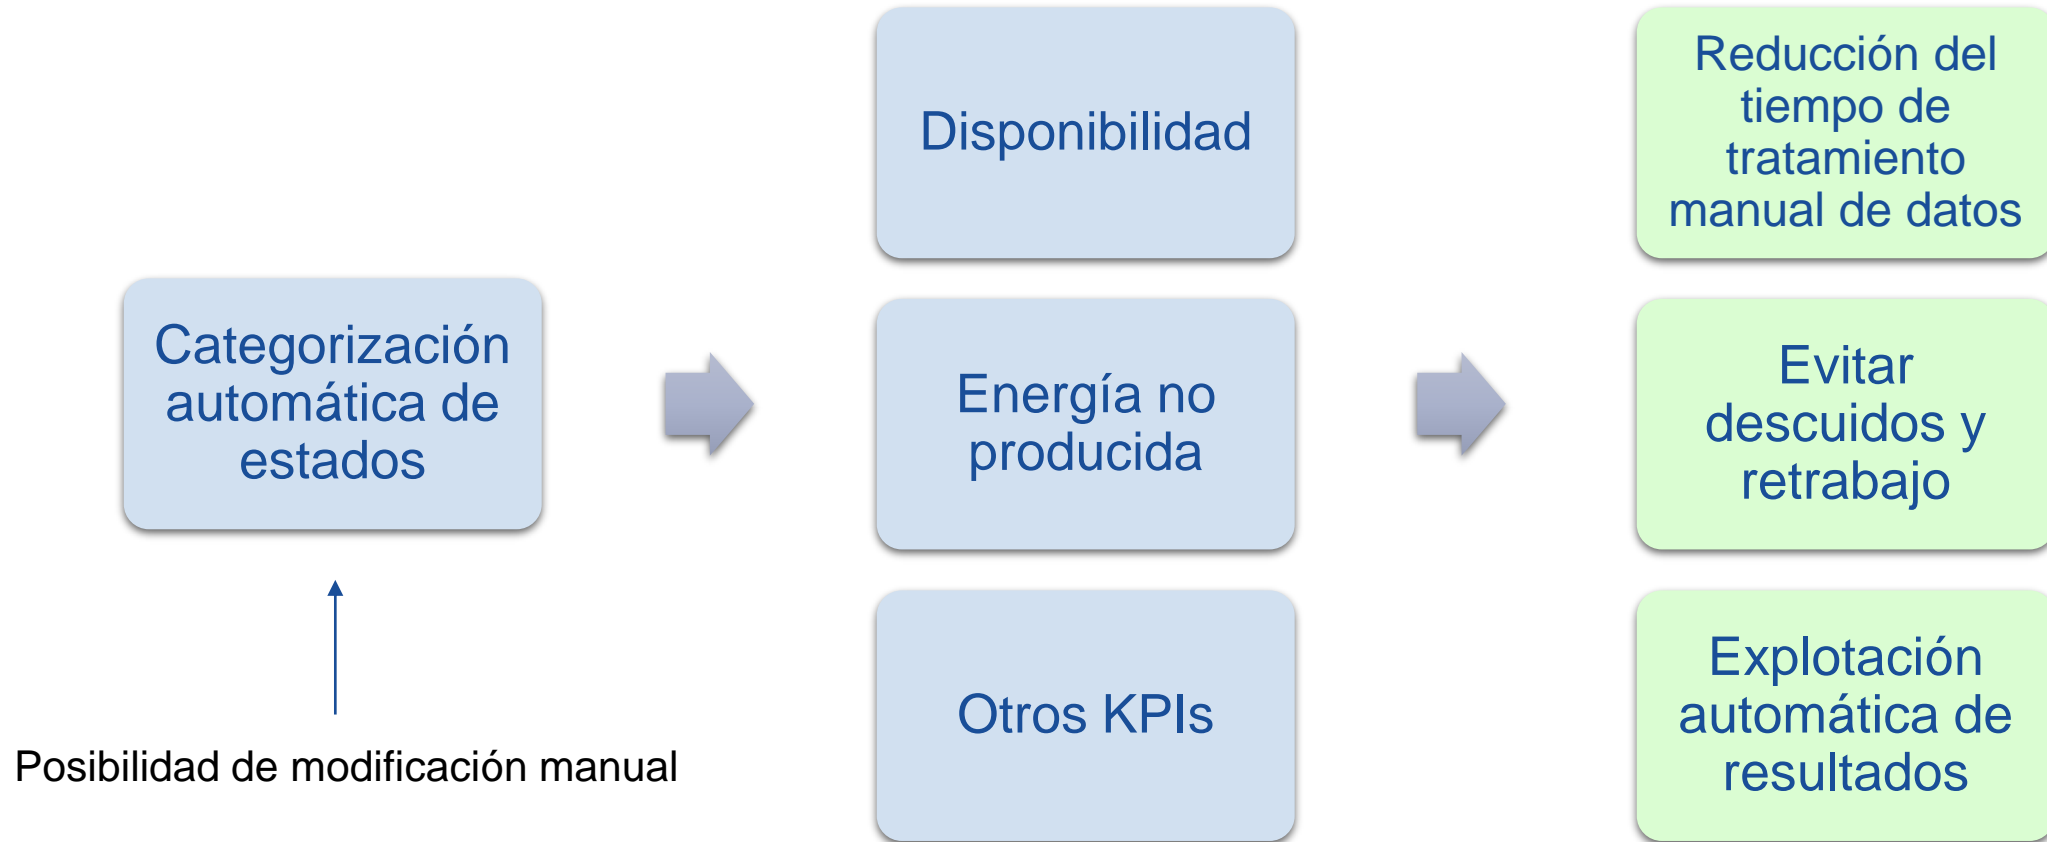 Categorización
automática de
estados
Posibilidad de modificación manual
Disponibilidad
Energía no
producida
Otros KPIs
Reducción del
tiempo de
tratamiento
manual de datos
Evitar
descuidos y
retrabajo
Explotación
automática de
resultados